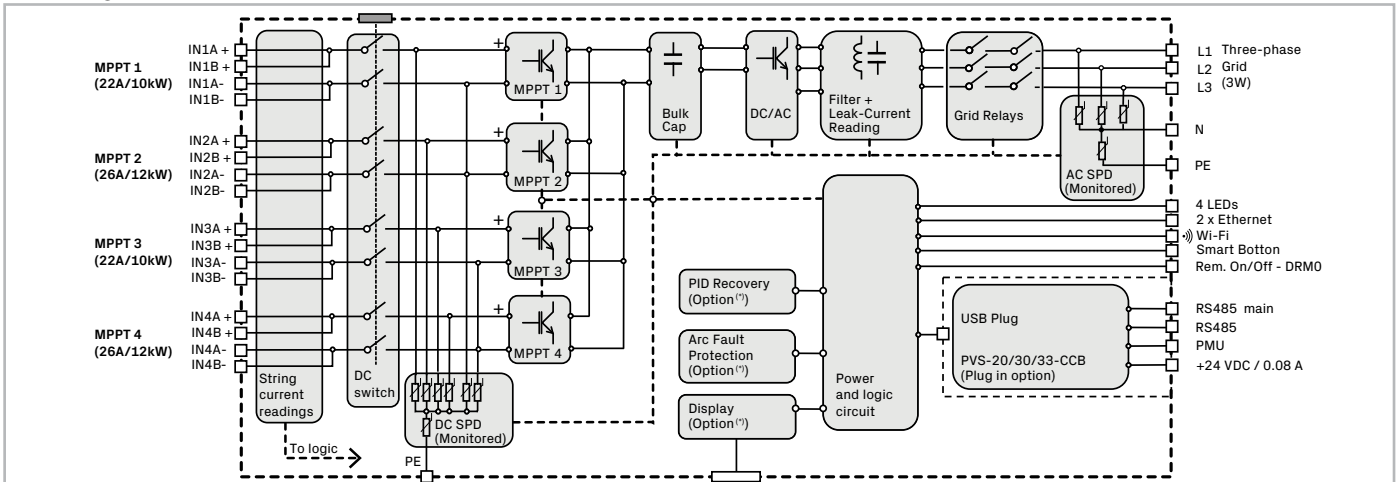 IN1A +
IN1B +
IN1A-
IN1B-
MPPT 1
(22A/10kW)
IN2A +
IN2B +
IN2A-
IN2B-
MPPT 2
(26A/12kW)
IN3A +
IN3B +
IN3A-
IN3B-
MPPT 3
(22A/10kW)
IN4A +
IN4B +
IN4A-
IN4B-
MPPT 4
(26A/12kW)
String
current
readings
To logic
DC
switch
+
MPPT 1
+
MPPT 2
+
MPPT 3
+
MPPT 4
DC SPD
(Monitored)
PE
Bulk
Cap
DC/AC
Filter +
Leak-Current
Reading
Grid Relays
AC SPD
(Monitored)
L1 Three-phase
L2 Grid
L3 (3W)
N
PE
PID Recovery
(Option(*))
Arc Fault
Protection
(Option(*))
Display
(Option(*))
Power
and logic
circuit
4 LEDs
2 x Ethernet
Wi-Fi
Smart Botton
Rem. On/Off - DRM0
USB Plug
PVS-20/30/33-CCB
(Plug in option)
RS485 main
RS485
PMU
+24 VDC / 0.08 A